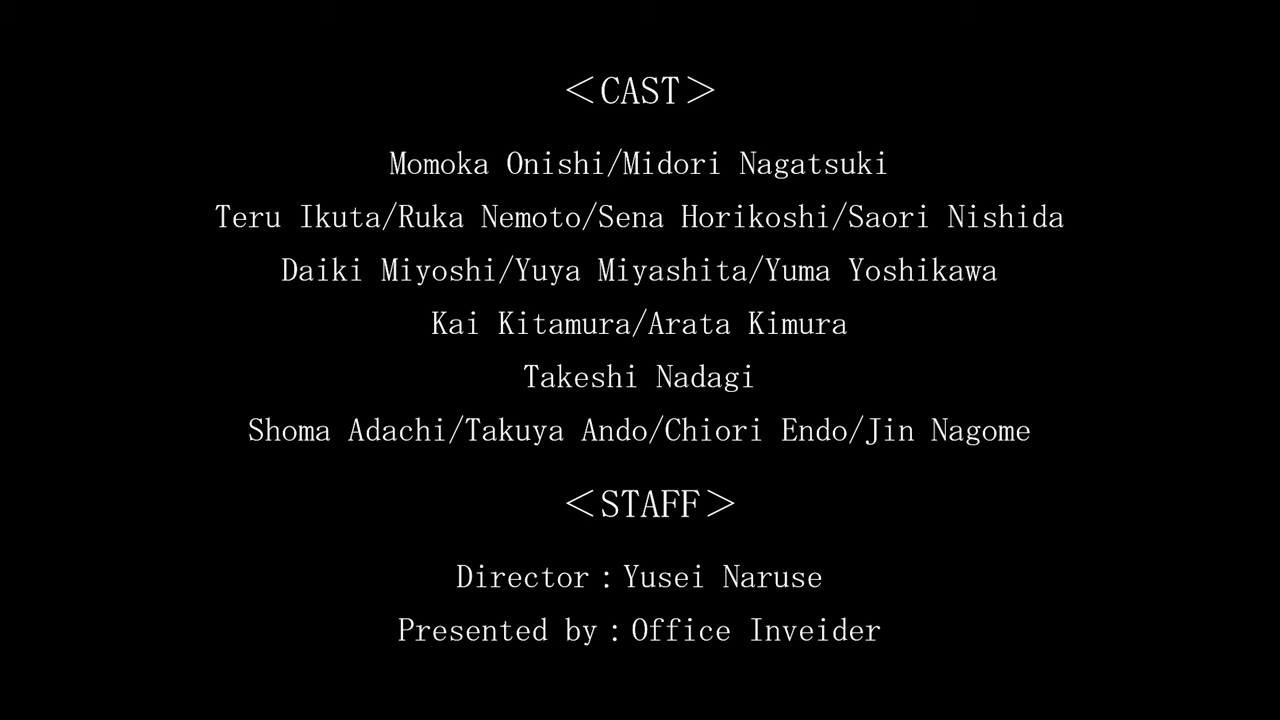 ＜CAST＞
Momoka Onishi/Midori Nagatsuki
Teru Ikuta/Ruka Nemoto/Sena Horikoshi/Saori Nishida
Daiki Miyoshi/Yuya Miyashita/Yuma Yoshikawa
Kai Kitamura/Arata Kimura
Takeshi Nadagi
Shoma Adachi/Takuya Ando/Chiori Endo/Jin Nagome
＜STAFF＞
Director：Yusei Naruse
Presented by：Office Inveider